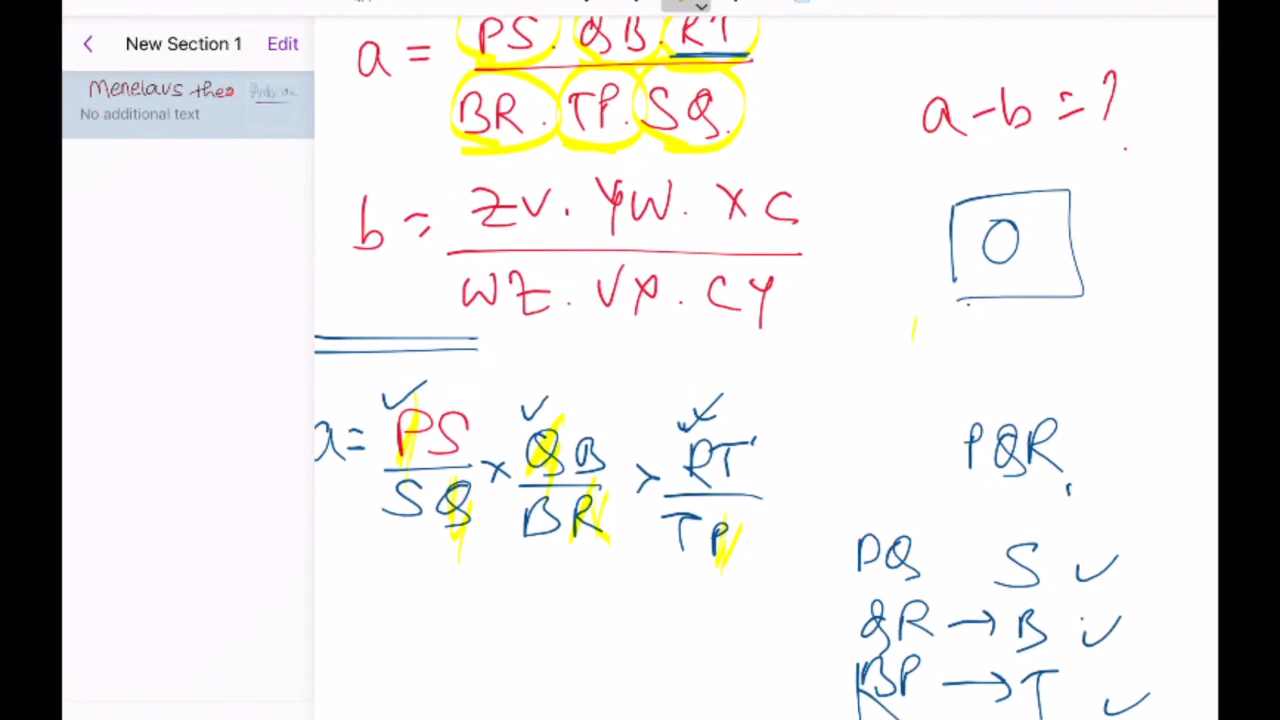 New Section 1 Edit
Menelaus theo
No additional text
a = PS. QB. RT
BR. TP. SQ.
a - b = ?
b = ZV. YW. XC
WZ. VX. CY
0
a = PS × QB × RT
SQ BR TP
PQR
PQ S ✓
QR → B ✓
RP → T ✓